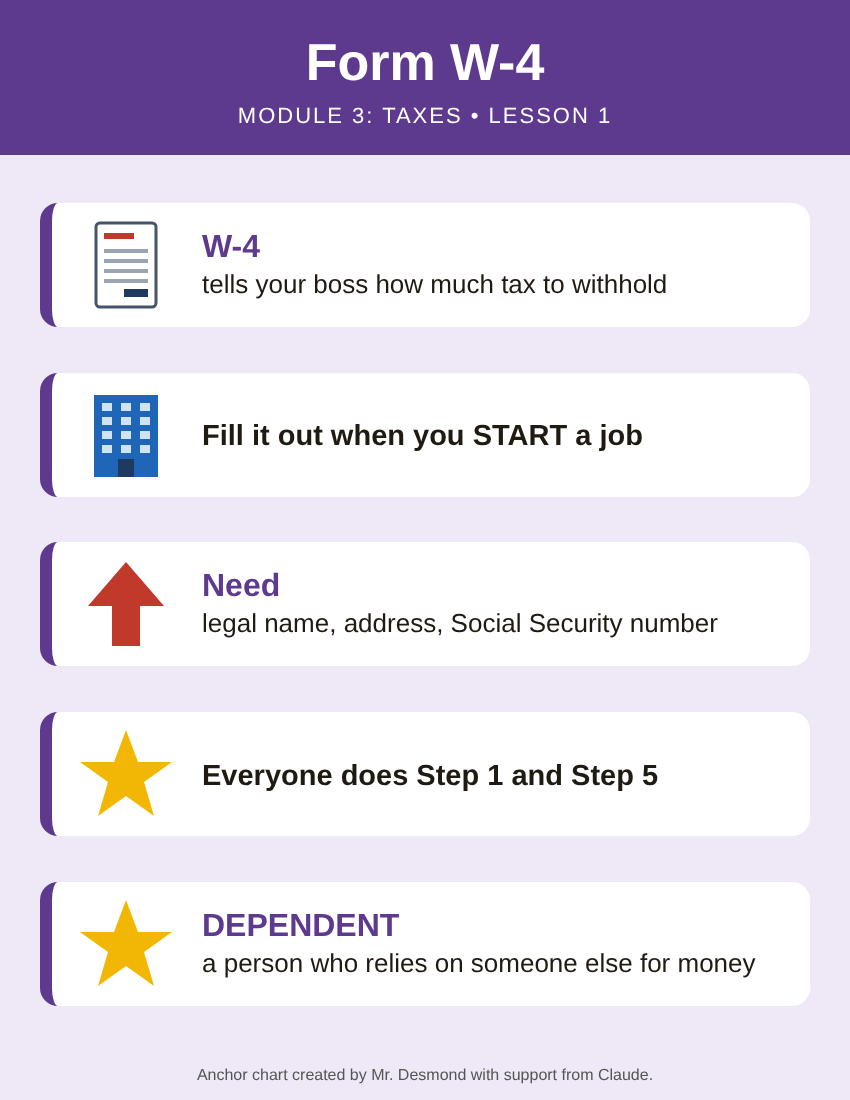 Form W-4
MODULE 3: TAXES • LESSON 1
W-4
tells your boss how much tax to withhold
Fill it out when you START a job
Need
legal name, address, Social Security number
Everyone does Step 1 and Step 5
DEPENDENT
a person who relies on someone else for money
Anchor chart created by Mr. Desmond with support from Claude.